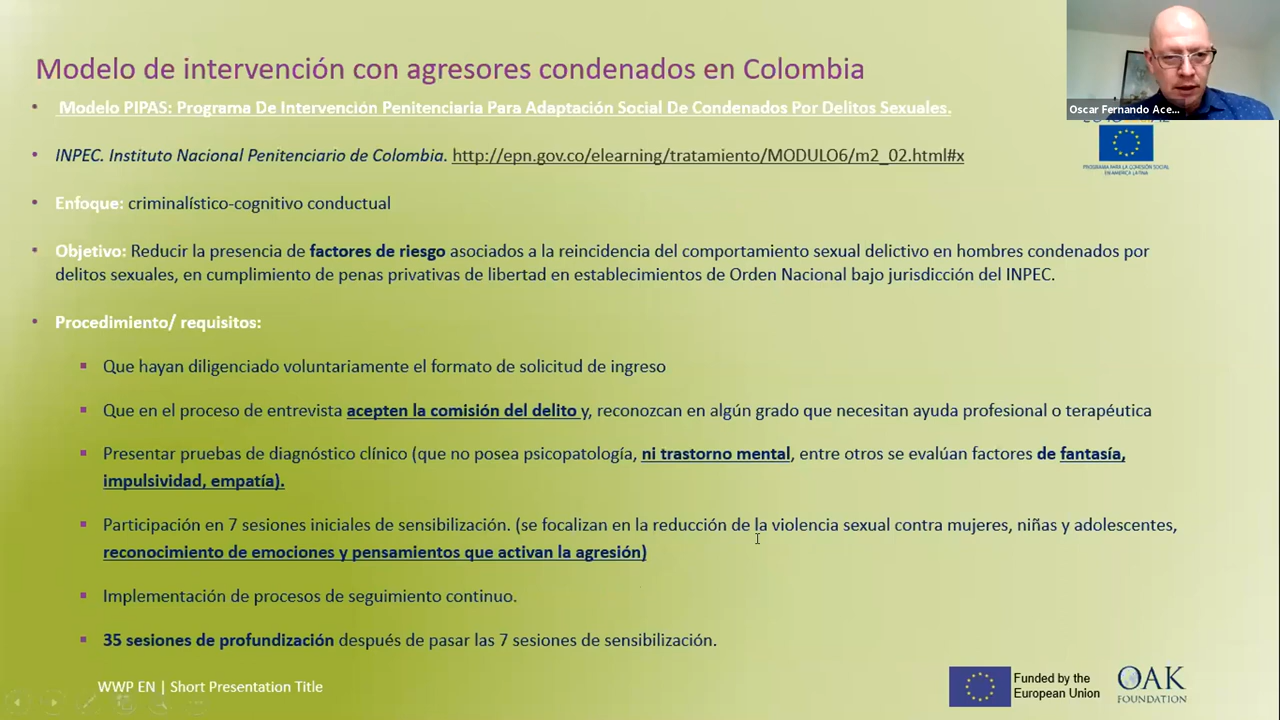 Modelo de intervención con agresores condenados en Colombia
• Modelo PIPAS: Programa De Intervención Penitenciaria Para Adaptación Social De Condenados Por Delitos Sexuales.
Oscar Fernando Ace...
• INPEC. Instituto Nacional Penitenciario de Colombia. http://epn.gov.co/elearning/tratamiento/MODULO6/m2_02.html#x
PROGRAMA PARA LA COHESIÓN SOCIAL
EN AMÉRICA LATINA
• Enfoque: criminalístico-cognitivo conductual
• Objetivo: Reducir la presencia de factores de riesgo asociados a la reincidencia del comportamiento sexual delictivo en hombres condenados por
delitos sexuales, en cumplimiento de penas privativas de libertad en establecimientos de Orden Nacional bajo jurisdicción del INPEC.
• Procedimiento/ requisitos:
▪ Que hayan diligenciado voluntariamente el formato de solicitud de ingreso
▪ Que en el proceso de entrevista acepten la comisión del delito y, reconozcan en algún grado que necesitan ayuda profesional o terapéutica
▪ Presentar pruebas de diagnóstico clínico (que no posea psicopatología, ni trastorno mental, entre otros se evalúan factores de fantasía,
impulsividad, empatía).
▪ Participación en 7 sesiones iniciales de sensibilización. (se focalizan en la reducción de la violencia sexual contra mujeres, niñas y adolescentes,
reconocimiento de emociones y pensamientos que activan la agresión)
▪ Implementación de procesos de seguimiento continuo.
▪ 35 sesiones de profundización después de pasar las 7 sesiones de sensibilización.
WWP EN | Short Presentation Title
Funded by the
European Union
OAK
FOUNDATION